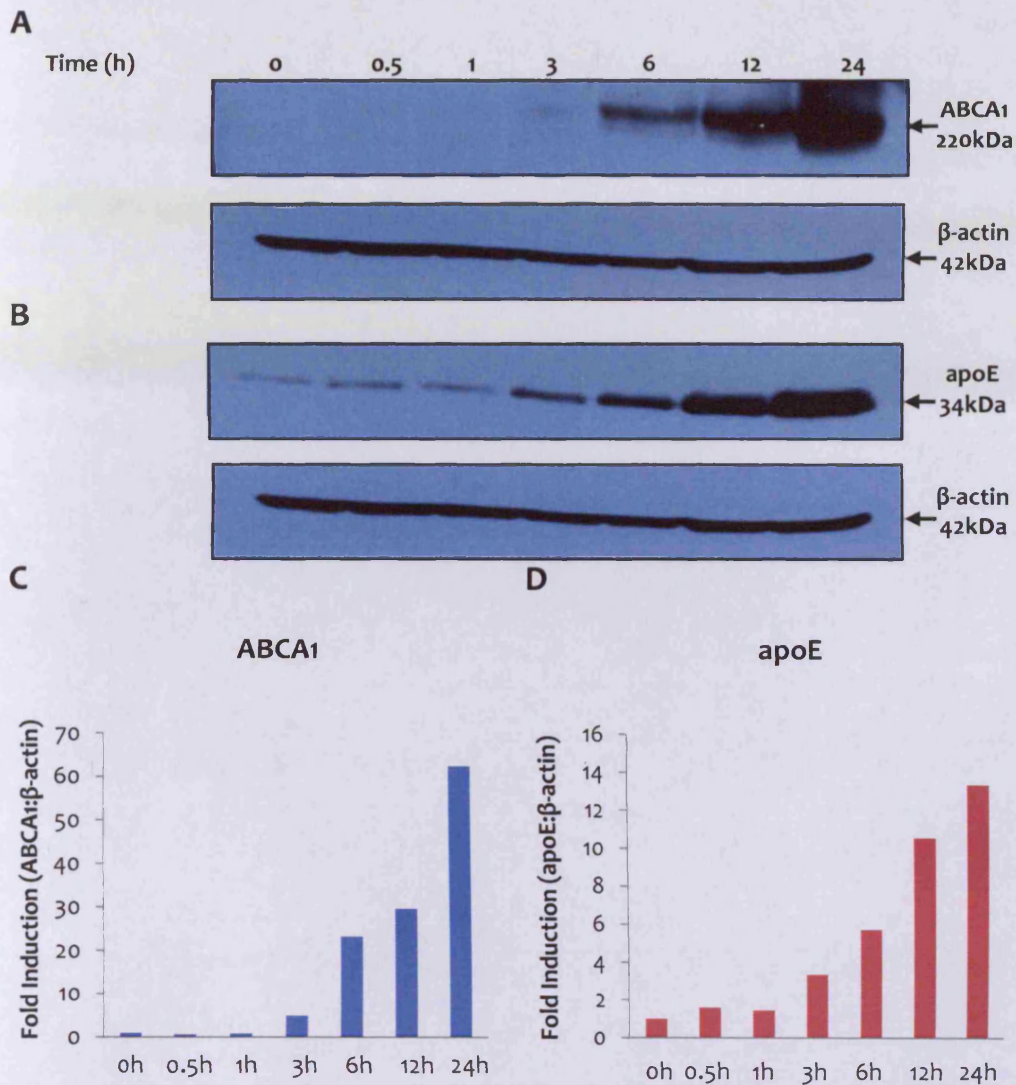 A
Time (h) 0 0.5 1 3 6 12 24
ABCA1
220kDa
β-actin
42kDa
B
apoE
34kDa
β-actin
42kDa
C
D
ABCA1
apoE
Fold Induction (ABCA1:β-actin)
70
60
50
40
30
20
10
0
0h 0.5h 1h 3h 6h 12h 24h
Fold Induction (apoE:β-actin)
16
14
12
10
8
6
4
2
0
0h 0.5h 1h 3h 6h 12h 24h